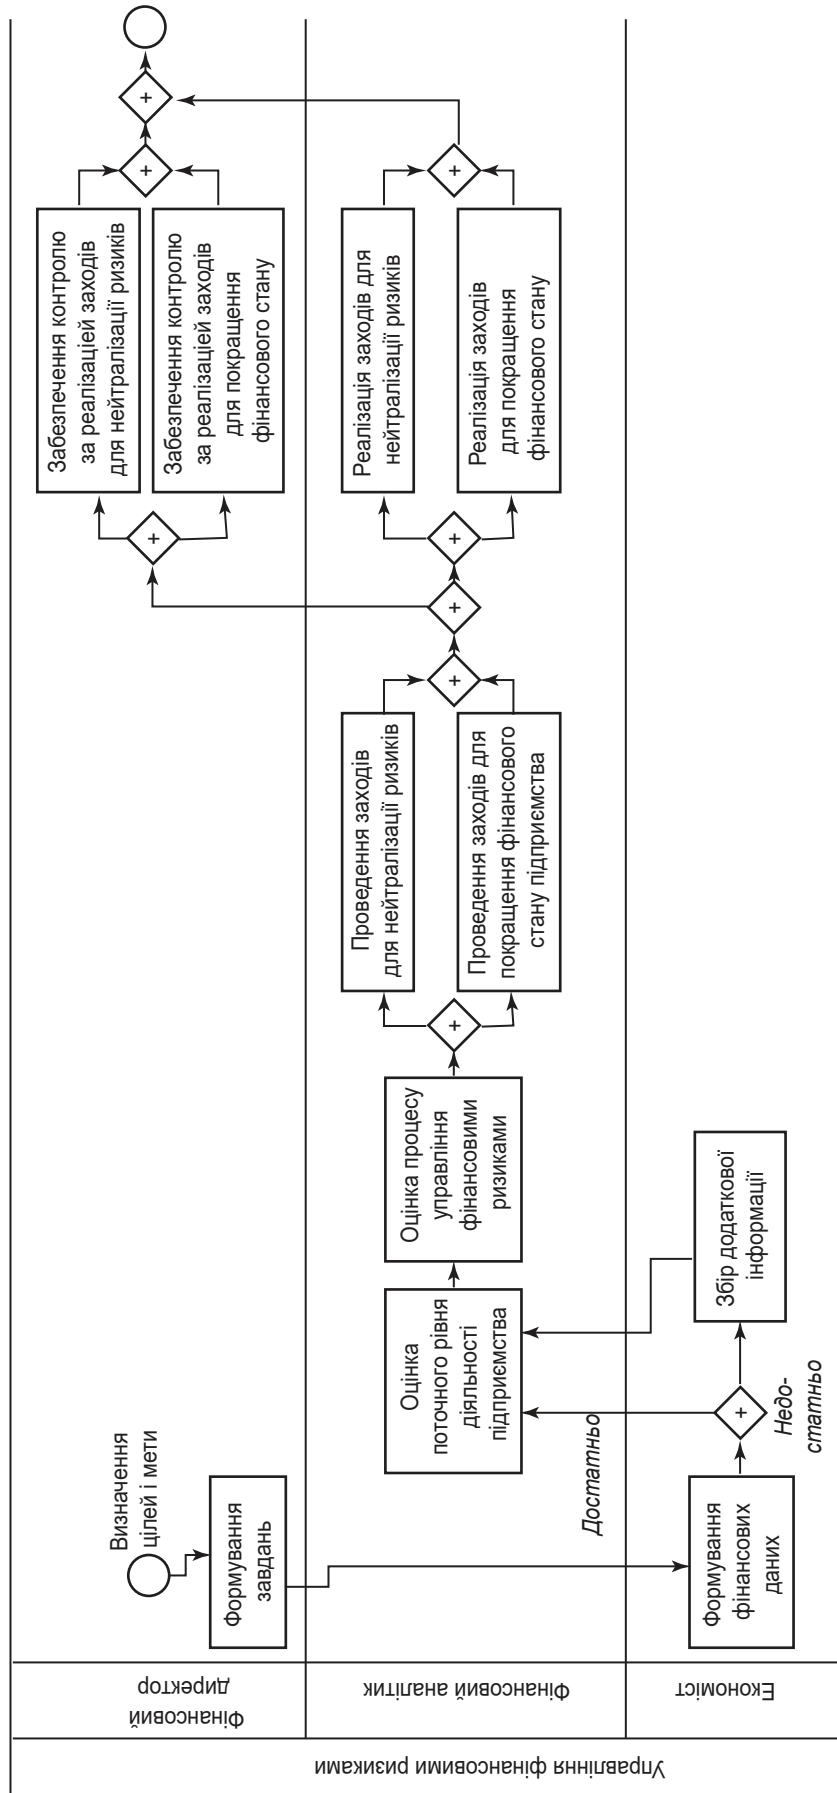 Управління фінансовими ризиками
Фінансовий
директор
Визначення
цілей і мети
Формування
завдань
Забезпечення контролю
за реалізацією заходів
для нейтралізації ризиків
Забезпечення контролю
за реалізацією заходів
для покращення
фінансового стану
Фінансовий аналітик
Оцінка
поточного рівня
діяльності
підприємства
Оцінка процесу
управління
фінансовими
ризиками
Проведення заходів
для нейтралізації ризиків
Проведення заходів для
покращення фінансового
стану підприємства
Реалізація заходів для
нейтралізації ризиків
Реалізація заходів
для покращення
фінансового стану
Економіст
Формування
фінансових
даних
Достатньо
Недо-
статньо
Збір додаткової
інформації